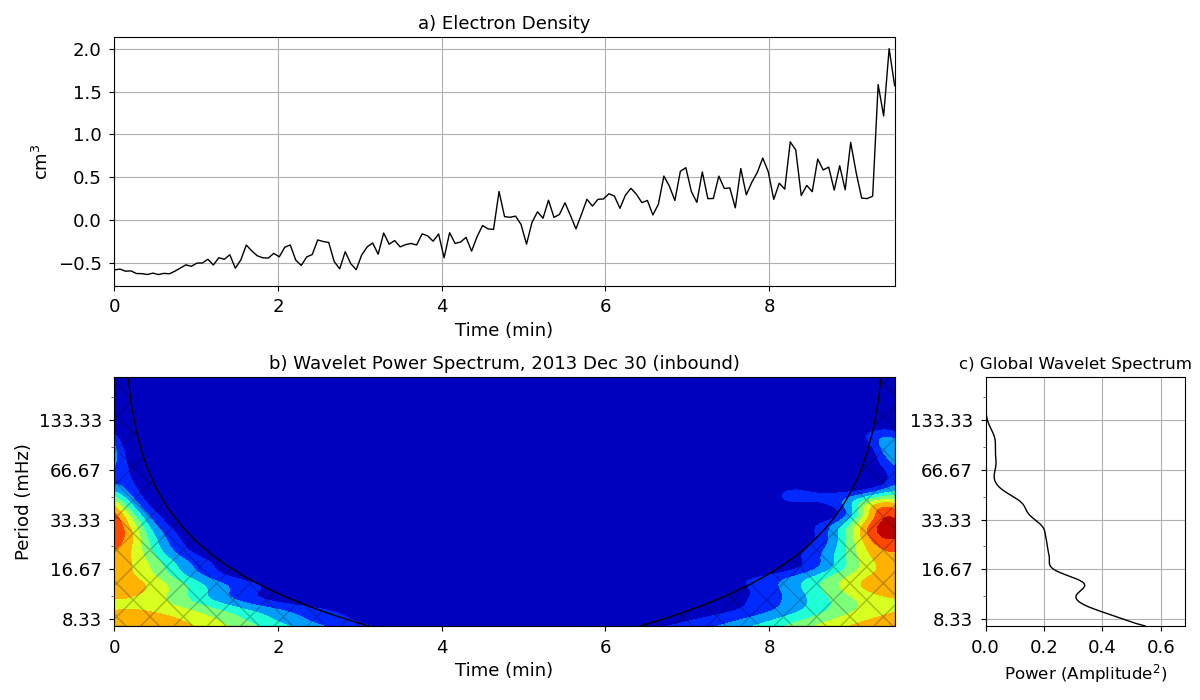 a) Electron Density
2.0
1.5
1.0
0.5
0.0
−0.5
cm³
0 2 4 6 8
Time (min)
b) Wavelet Power Spectrum, 2013 Dec 30 (inbound)
133.33
66.67
33.33
16.67
8.33
Period (mHz)
0 2 4 6 8
Time (min)
c) Global Wavelet Spectrum
133.33
66.67
33.33
16.67
8.33
0.0 0.2 0.4 0.6
Power (Amplitude²)